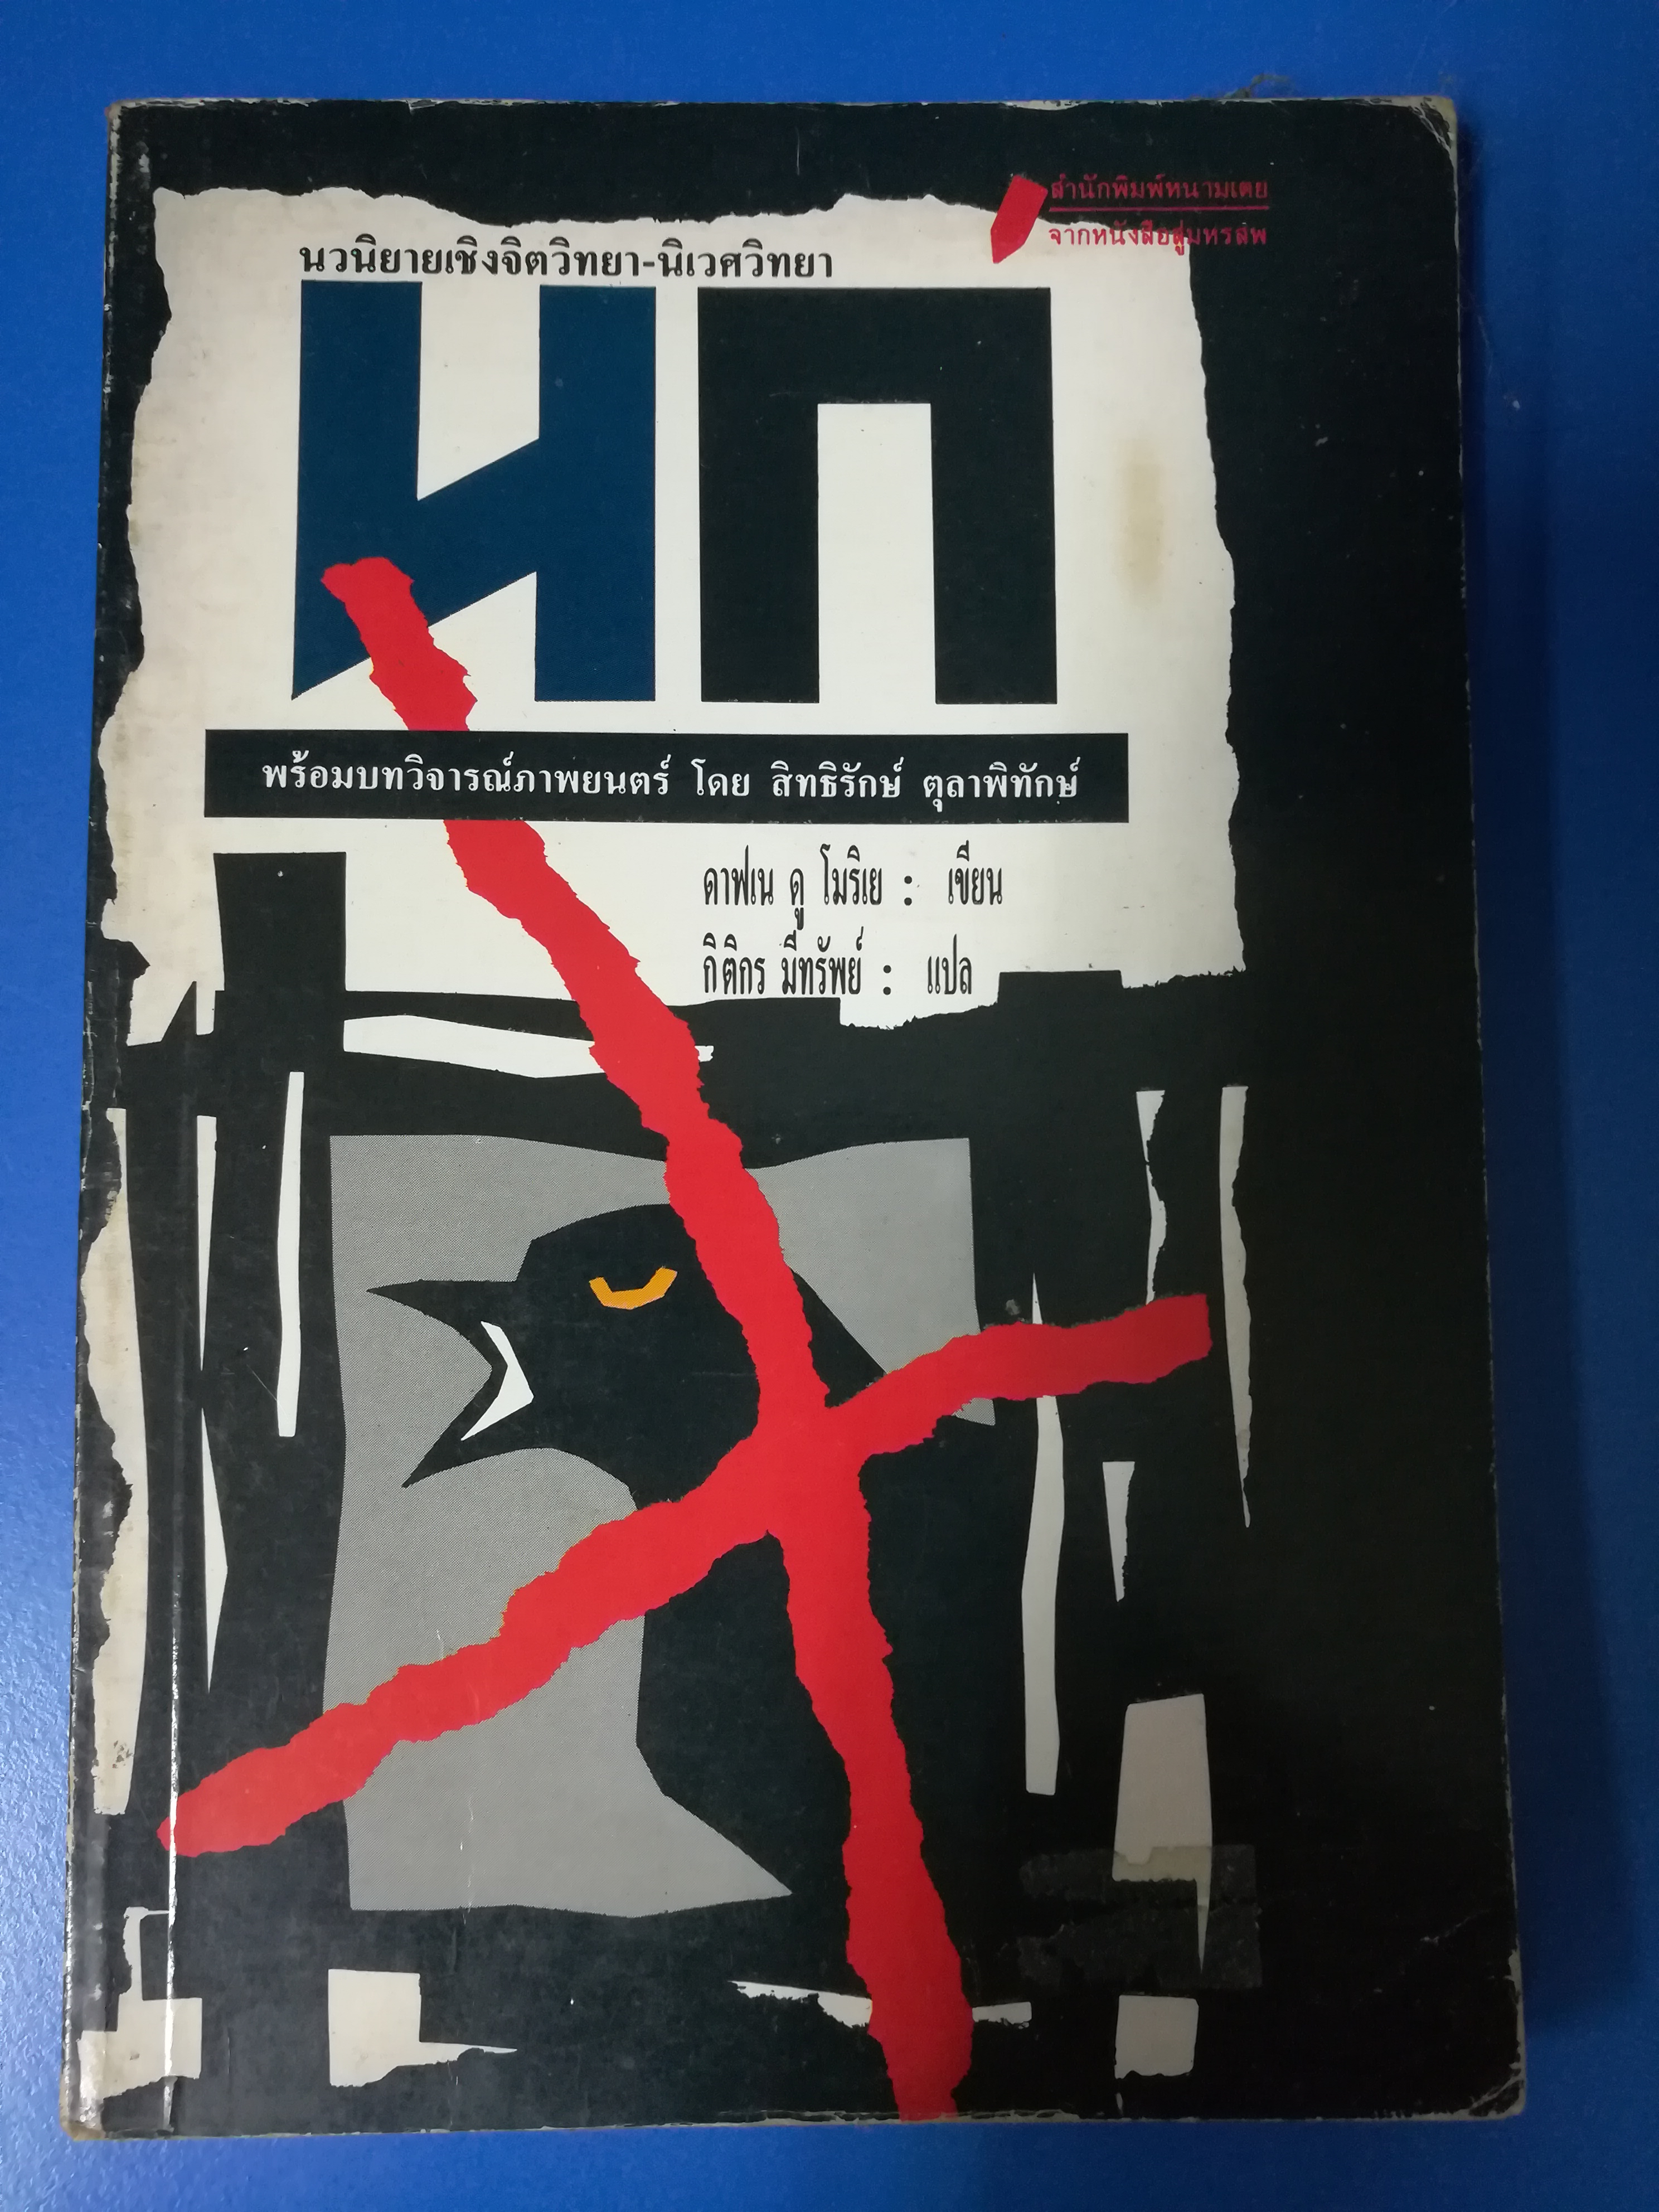 สำนักพิมพ์หนามเตย
จากหนังสือสู่มหรสพ
นวนิยายเชิงจิตวิทยา-นิเวศวิทยา
นก
พร้อมบทวิจารณ์ภาพยนตร์ โดย สิทธิรักษ์ ตุลาพิทักษ์
ดาฟเน ดู โมริเย : เขียน
กิติกร มีทรัพย์ : แปล